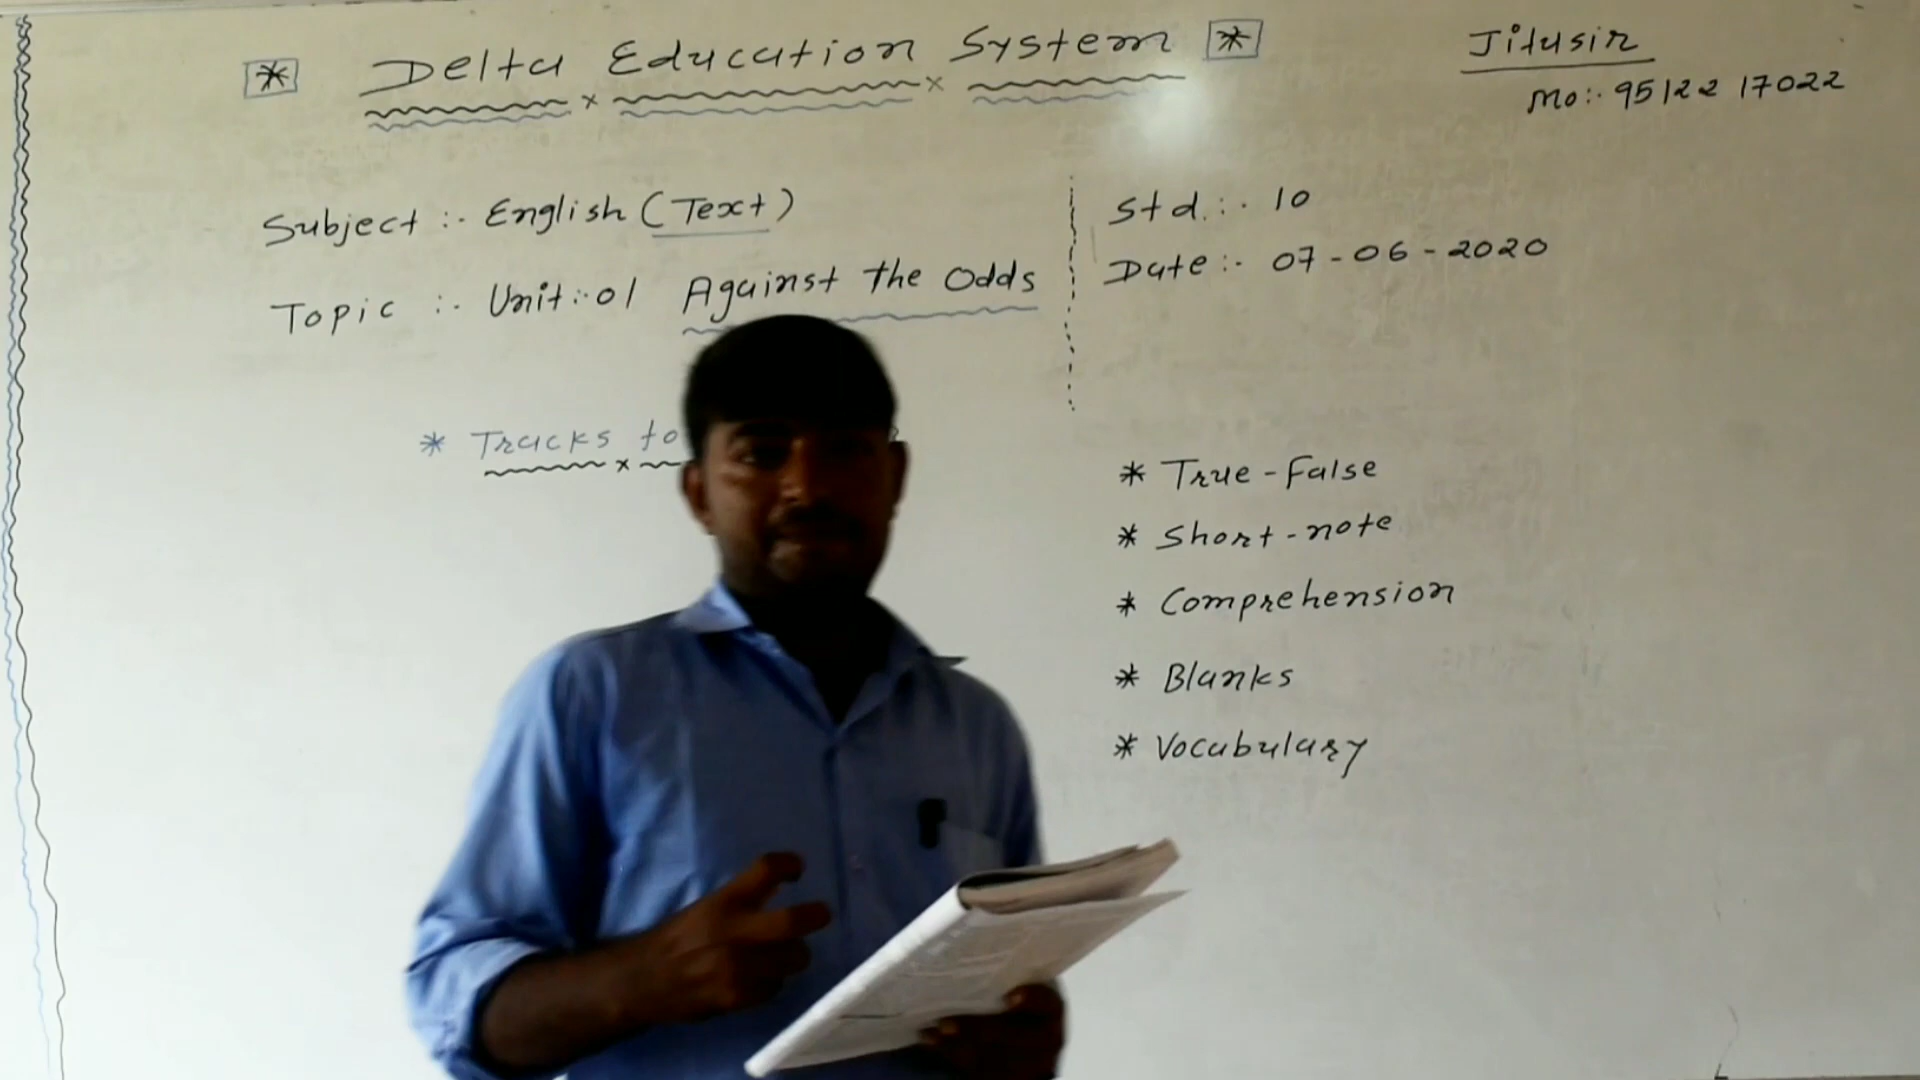 * Delta Education System *
Jitusir
Mo:- 95122 17022
Subject :- English (Text)
Topic :- Unit:-01 Against the Odds
Std. :- 10
Date :- 07-06-2020
* Tracks to
* True-False
* Short-note
* Comprehension
* Blanks
* Vocabulary